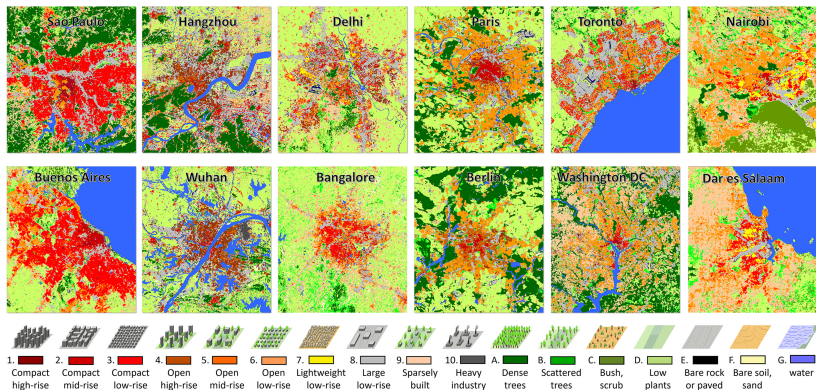 Sao Paulo Hangzhou Delhi Paris Toronto Nairobi
Buenos Aires Wuhan Bangalore Berlin Washington DC Dar es Salaam
1. 2. 3. 4. 5. 6. 7. 8. 9. 10. A. B. C. D. E. F. G.
Compact Compact Compact Open Open Open Lightweight Large Sparsely Heavy Dense Scattered Bush, Low Bare rock Bare soil, water
high-rise mid-rise low-rise high-rise mid-rise low-rise low-rise low-rise built industry trees trees scrub plants or paved sand